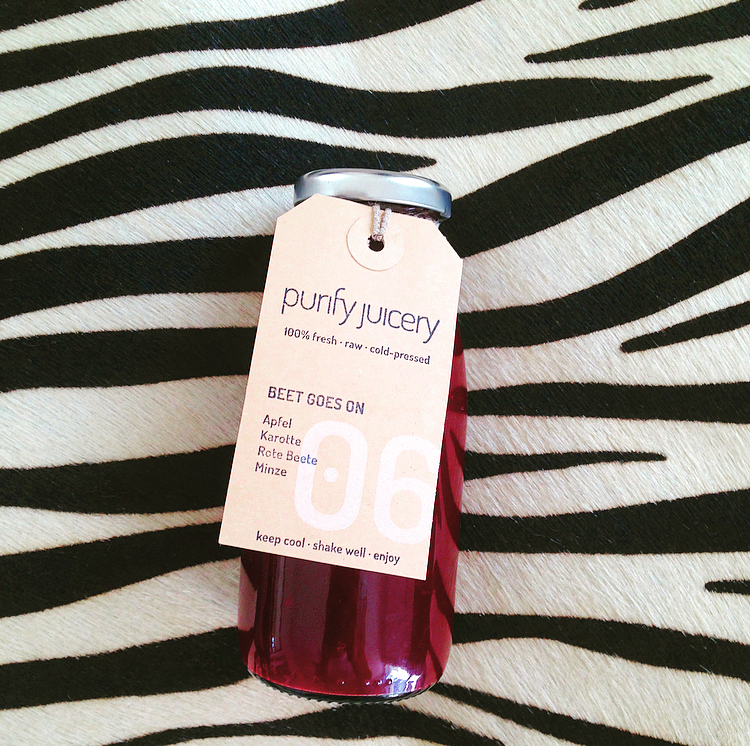 purify juicery
100% fresh · raw · cold-pressed
BEET GOES ON
Apfel
Karotte
Rote Beete
Minze
06
keep cool · shake well · enjoy